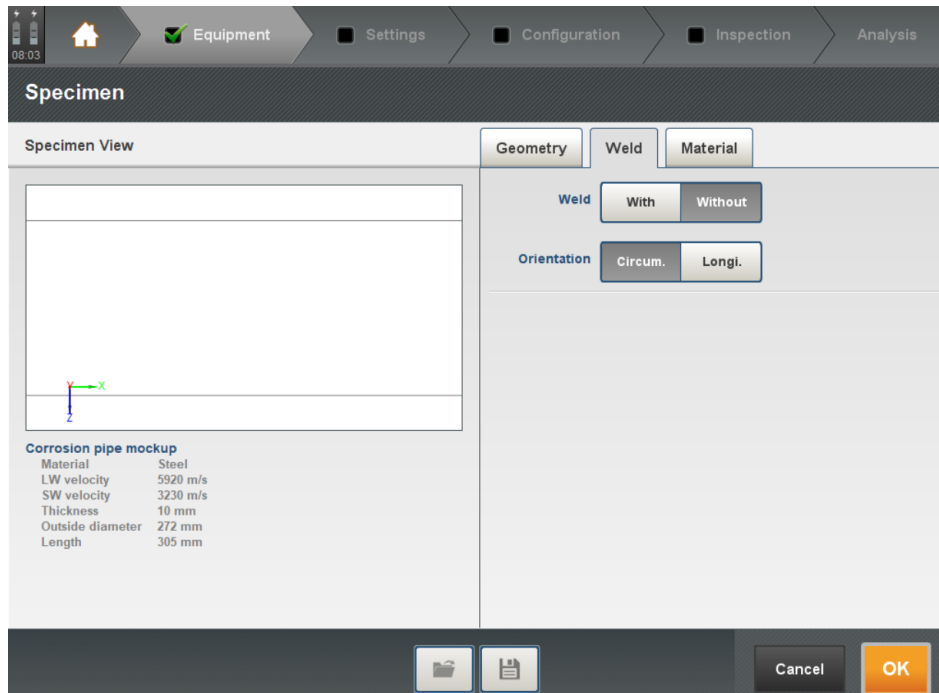 08:03
Equipment
Settings
Configuration
Inspection
Analysis
Specimen
Specimen View
Geometry
Weld
Material
Weld
With
Without
Orientation
Circum.
Longi.
Y
X
Z
Corrosion pipe mockup
Material Steel
LW velocity 5920 m/s
SW velocity 3230 m/s
Thickness 10 mm
Outside diameter 272 mm
Length 305 mm
Cancel
OK